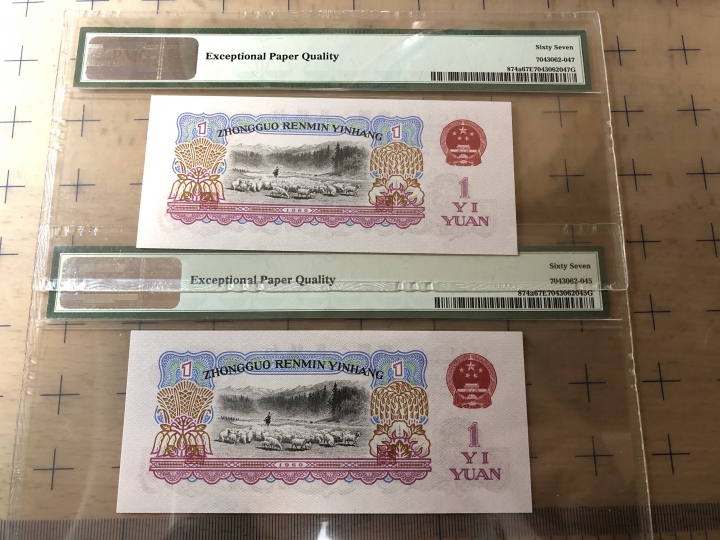 Exceptional Paper Quality
Sixty Seven
7043062-047
874a67E7043062047G
1 ZHONGGUO RENMIN YINHANG 1
1
YI
YUAN
1960
Exceptional Paper Quality
Sixty Seven
7043062-045
874a67E7043062045G
1 ZHONGGUO RENMIN YINHANG 1
1
YI
YUAN
1960